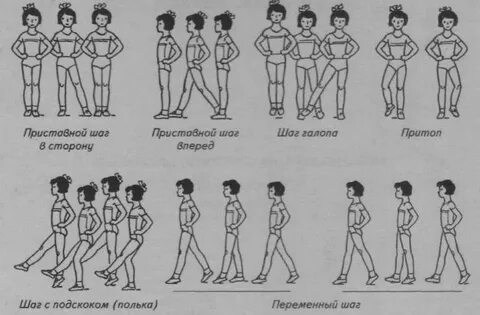 Приставной шаг
в сторону
Приставной шаг
вперед
Шаг галопа
Притоп
Шаг с подскоком (полька)
Переменный шаг